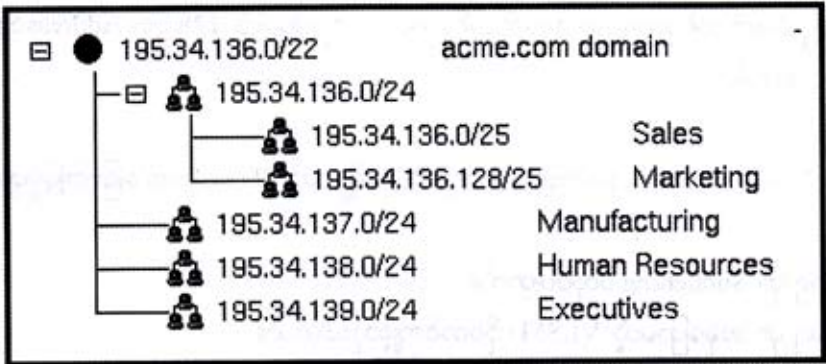 195.34.136.0/22 acme.com domain
195.34.136.0/24
195.34.136.0/25 Sales
195.34.136.128/25 Marketing
195.34.137.0/24 Manufacturing
195.34.138.0/24 Human Resources
195.34.139.0/24 Executives